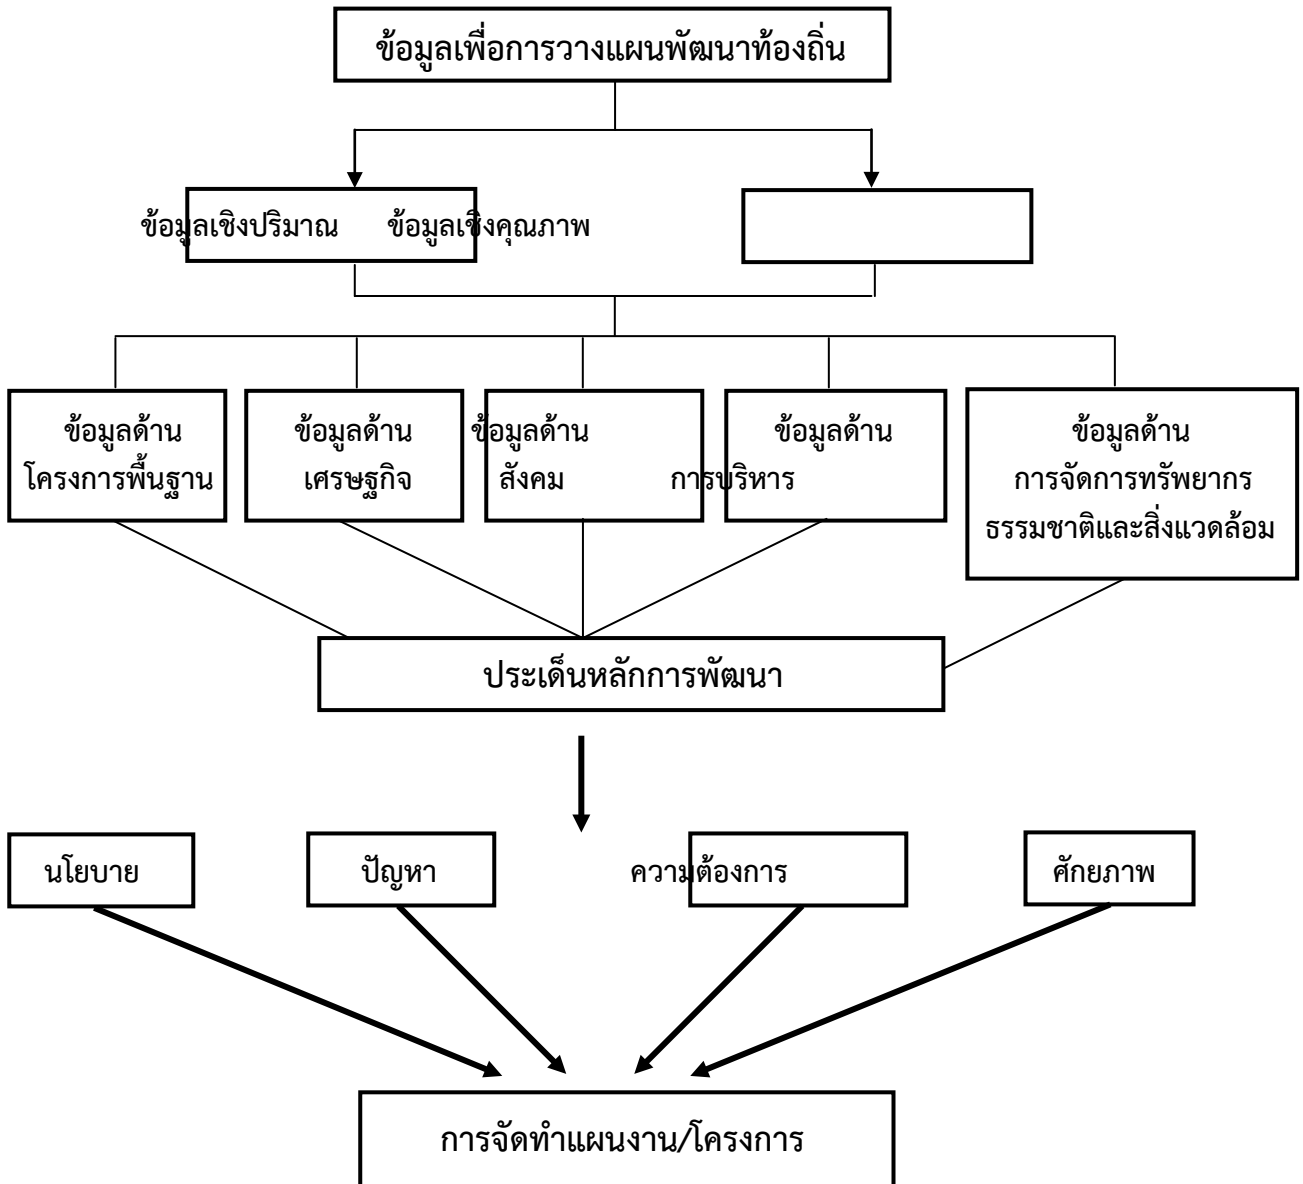 ข้อมูลเพื่อการวางแผนพัฒนาท้องถิ่น
ข้อมูลเชิงปริมาณ ข้อมูลเชิงคุณภาพ
ข้อมูลด้าน ข้อมูลด้าน ข้อมูลด้าน ข้อมูลด้าน ข้อมูลด้าน
โครงการพื้นฐาน เศรษฐกิจ สังคม การบริหาร การจัดการทรัพยากร
ธรรมชาติและสิ่งแวดล้อม
ประเด็นหลักการพัฒนา
นโยบาย ปัญหา ความต้องการ ศักยภาพ
การจัดทำแผนงาน/โครงการ